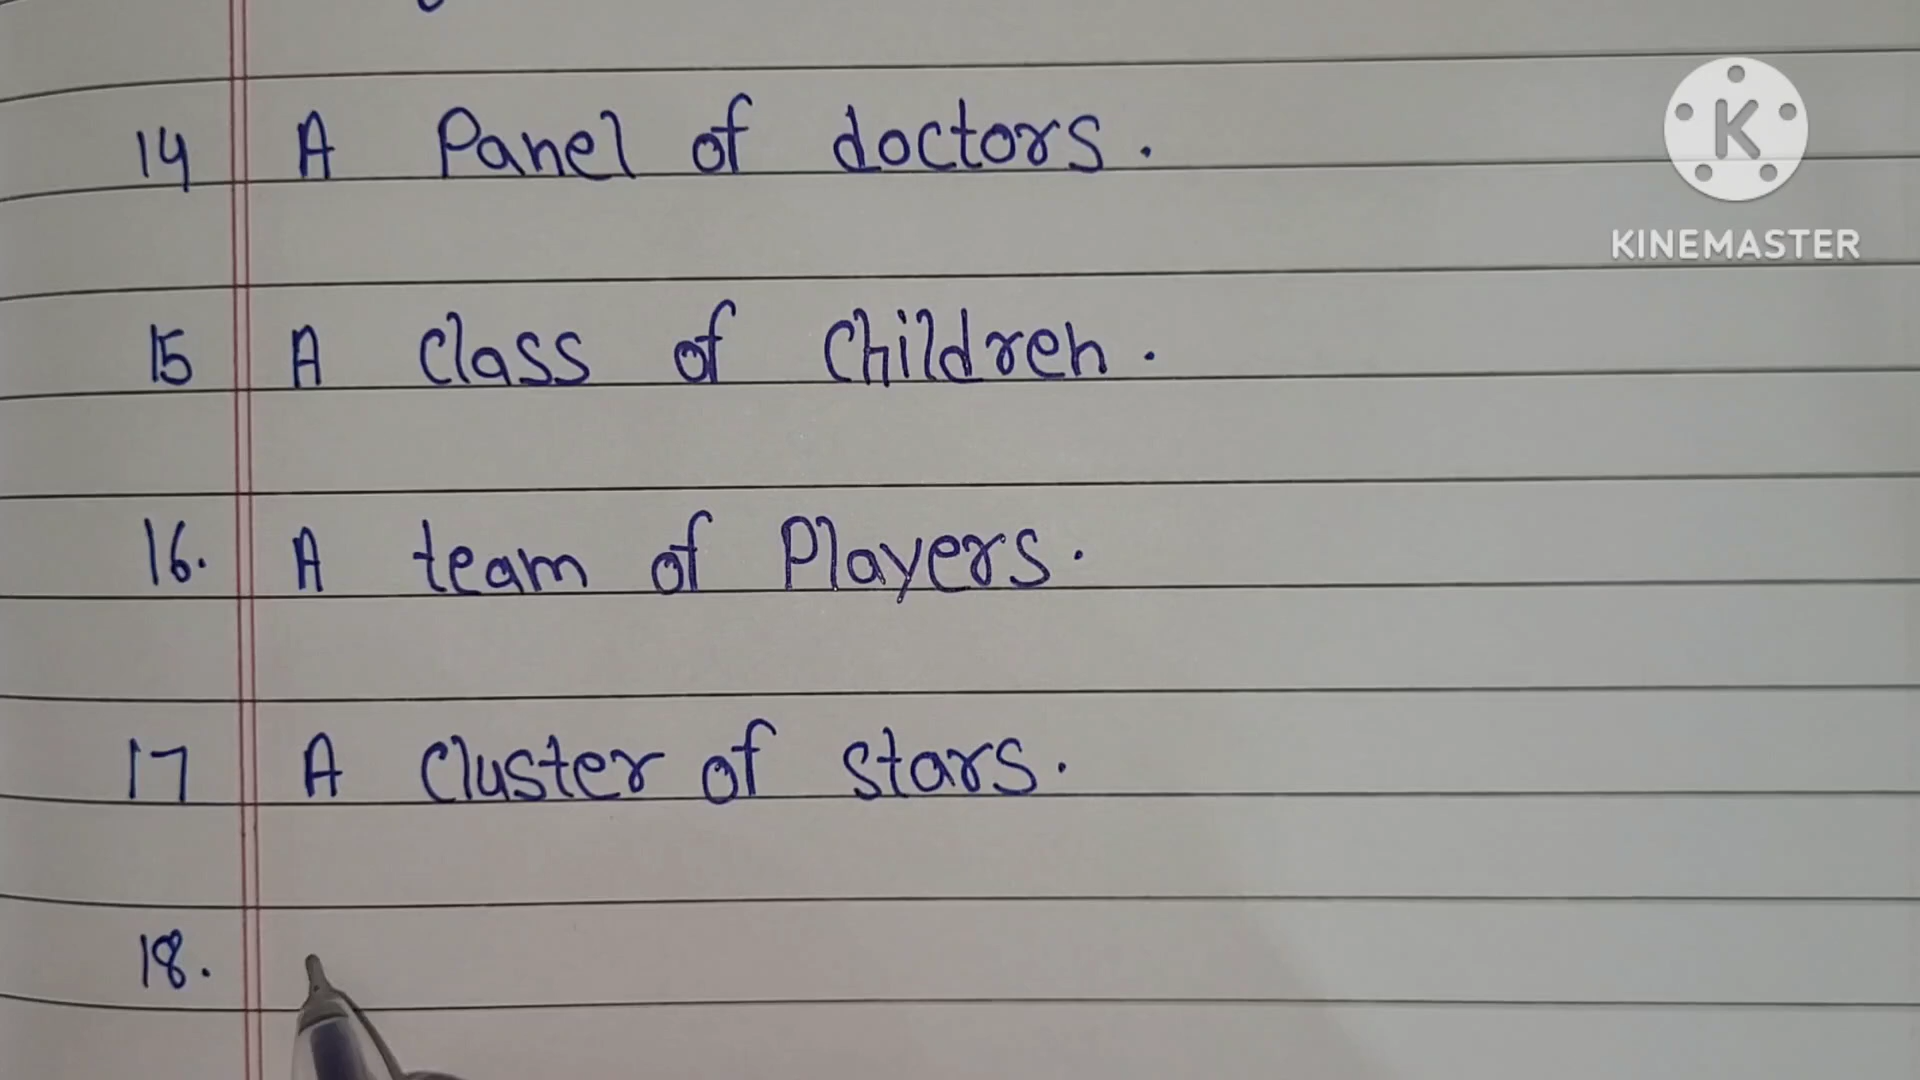 14 A Panel of doctors.
K
KINEMASTER
15 A Class of Children.
16. A team of Players.
17 A Cluster of stars.
18.